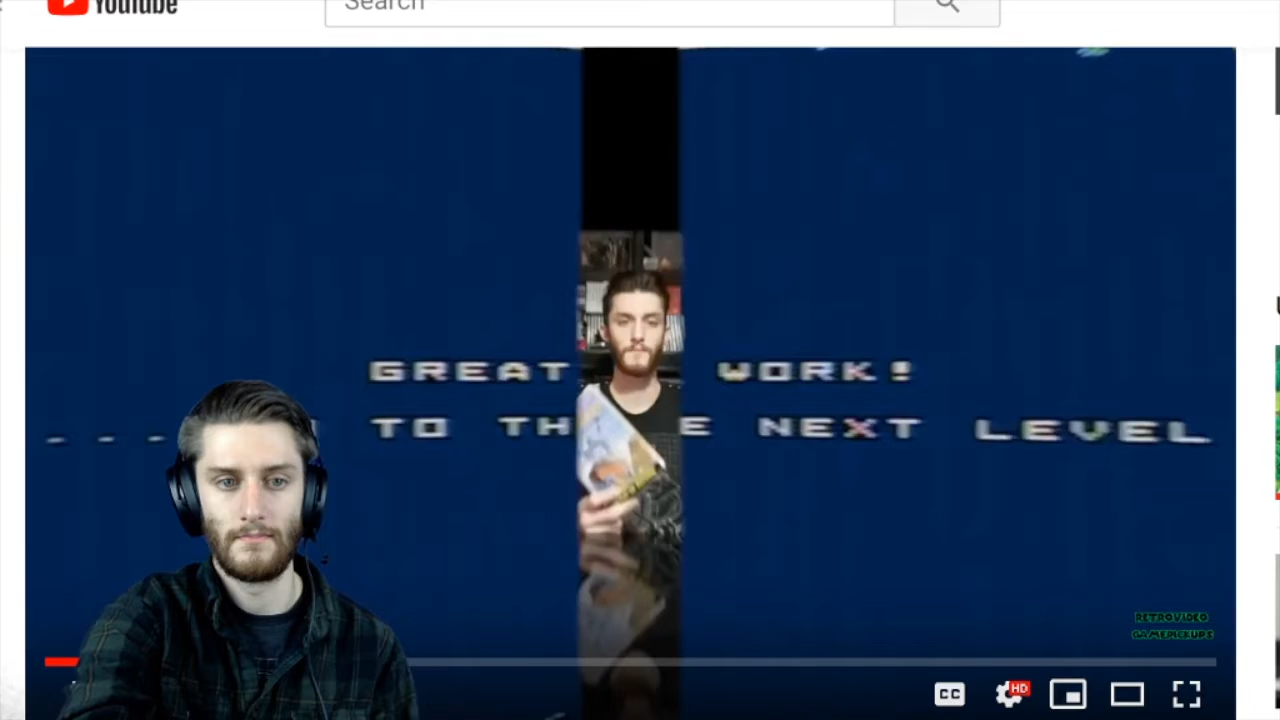 YouTube
Search
GREAT WORK!
... TO THE NEXT LEVEL
RETROVIDEO
GAMEPICKUPS
CC
HD